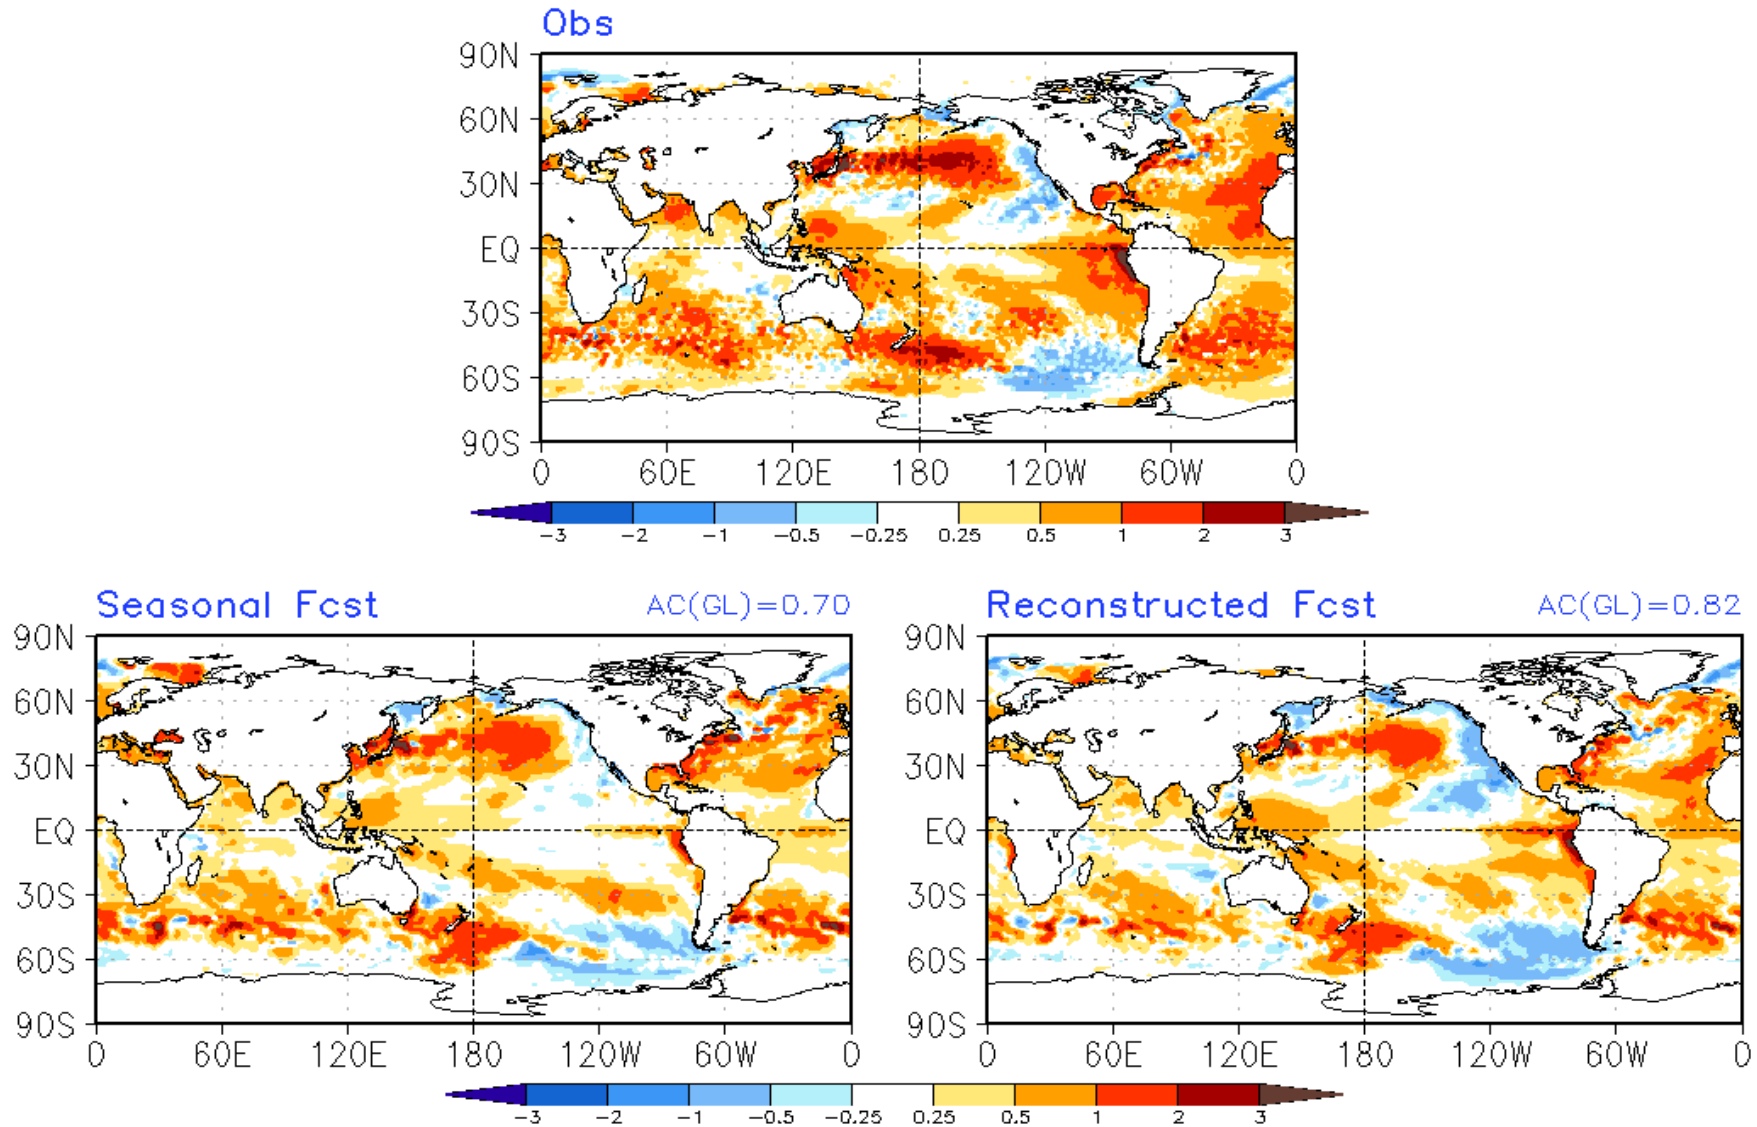 Obs
90N
60N
30N
EQ
30S
60S
90S
0 60E 120E 180 120W 60W 0
-3 -2 -1 -0.5 -0.25 0.25 0.5 1 2 3
Seasonal Fcst AC(GL)=0.70
90N
60N
30N
EQ
30S
60S
90S
0 60E 120E 180 120W 60W 0
Reconstructed Fcst AC(GL)=0.82
90N
60N
30N
EQ
30S
60S
90S
0 60E 120E 180 120W 60W 0
-3 -2 -1 -0.5 -0.25 0.25 0.5 1 2 3